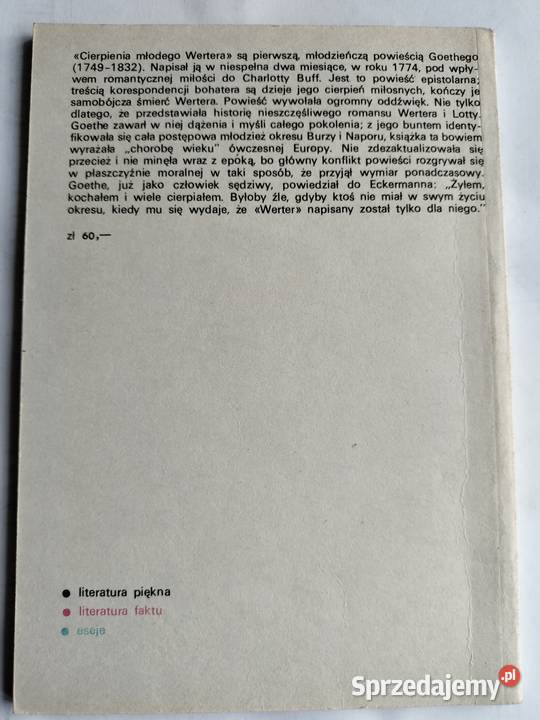 «Cierpienia młodego Wertera» są pierwszą, młodzieńczą powieścią Goethego
(1749-1832). Napisał ją w niespełna dwa miesiące, w roku 1774, pod wpły-
wem romantycznej miłości do Charlotty Buff. Jest to powieść epistolarna;
treścią korespondencji bohatera są dzieje jego cierpień miłosnych, kończy je
samobójcza śmierć Wertera. Powieść wywołała ogromny oddźwięk. Nie tylko
dlatego, że przedstawiała historię nieszczęśliwego romansu Wertera i Lotty.
Goethe zawarł w niej dążenia i myśli całego pokolenia; z jego buntem identy-
fikowała się cała postępowa młodzież okresu Burzy i Naporu, książka ta bowiem
wyrażała „chorobę wieku" ówczesnej Europy. Nie zdezaktualizowała się
przecież i nie minęła wraz z epoką, bo główny konflikt powieści rozgrywał się
w płaszczyźnie moralnej w taki sposób, że przyjął wymiar ponadczasowy.
Goethe, już jako człowiek sędziwy, powiedział do Eckermanna: „Żyłem,
kochałem i wiele cierpiałem. Byłoby źle, gdyby ktoś nie miał w swym życiu
okresu, kiedy mu się wydaje, że «Werter» napisany został tylko dla niego."
zł 60,—
● literatura piękna
● literatura faktu
● eseje
Sprzedajemy.pl